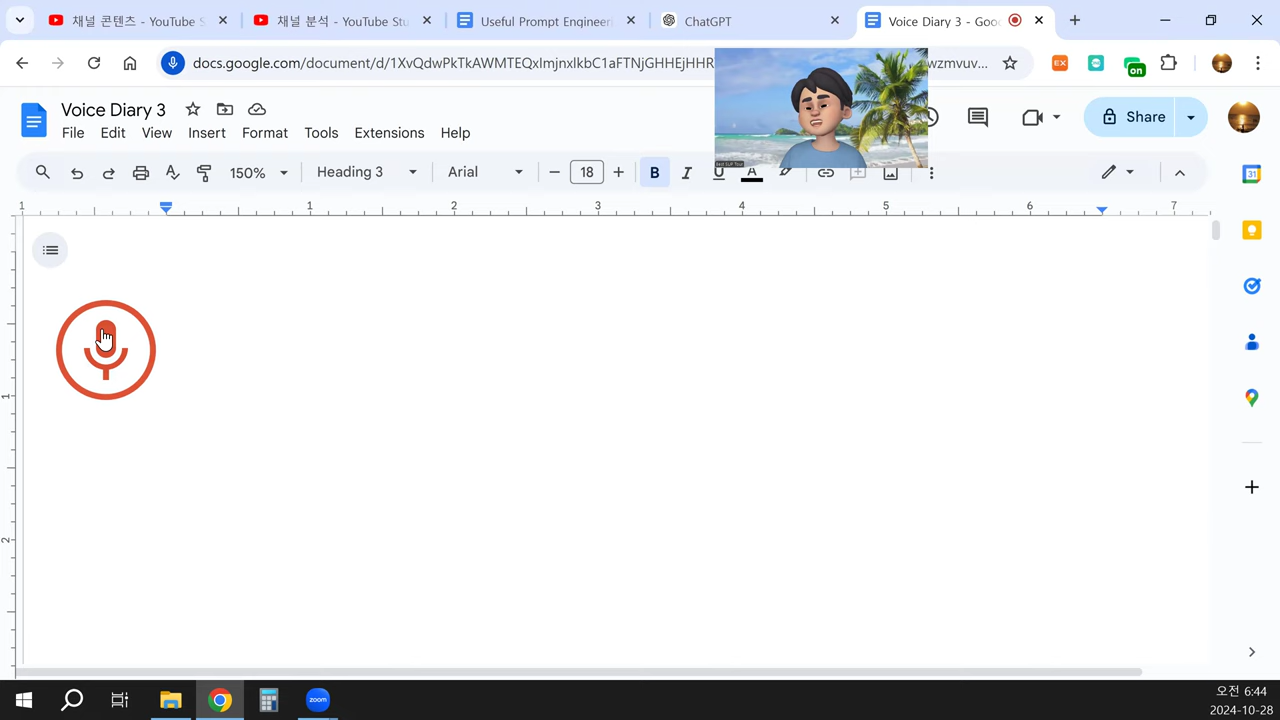 채널 콘텐츠 - YouTube S
채널 분석 - YouTube Stu
Useful Prompt Enginee
ChatGPT
Voice Diary 3 - Goo
docs.google.com/document/d/
wzmvuv...
on
Voice Diary 3
File Edit View Insert Format Tools Extensions Help
Share
150% Heading 3 Arial 18 B I U A
1 1 2 3 4 5 6 7
31
1
2
zoom
오전 6:44
2024-10-28